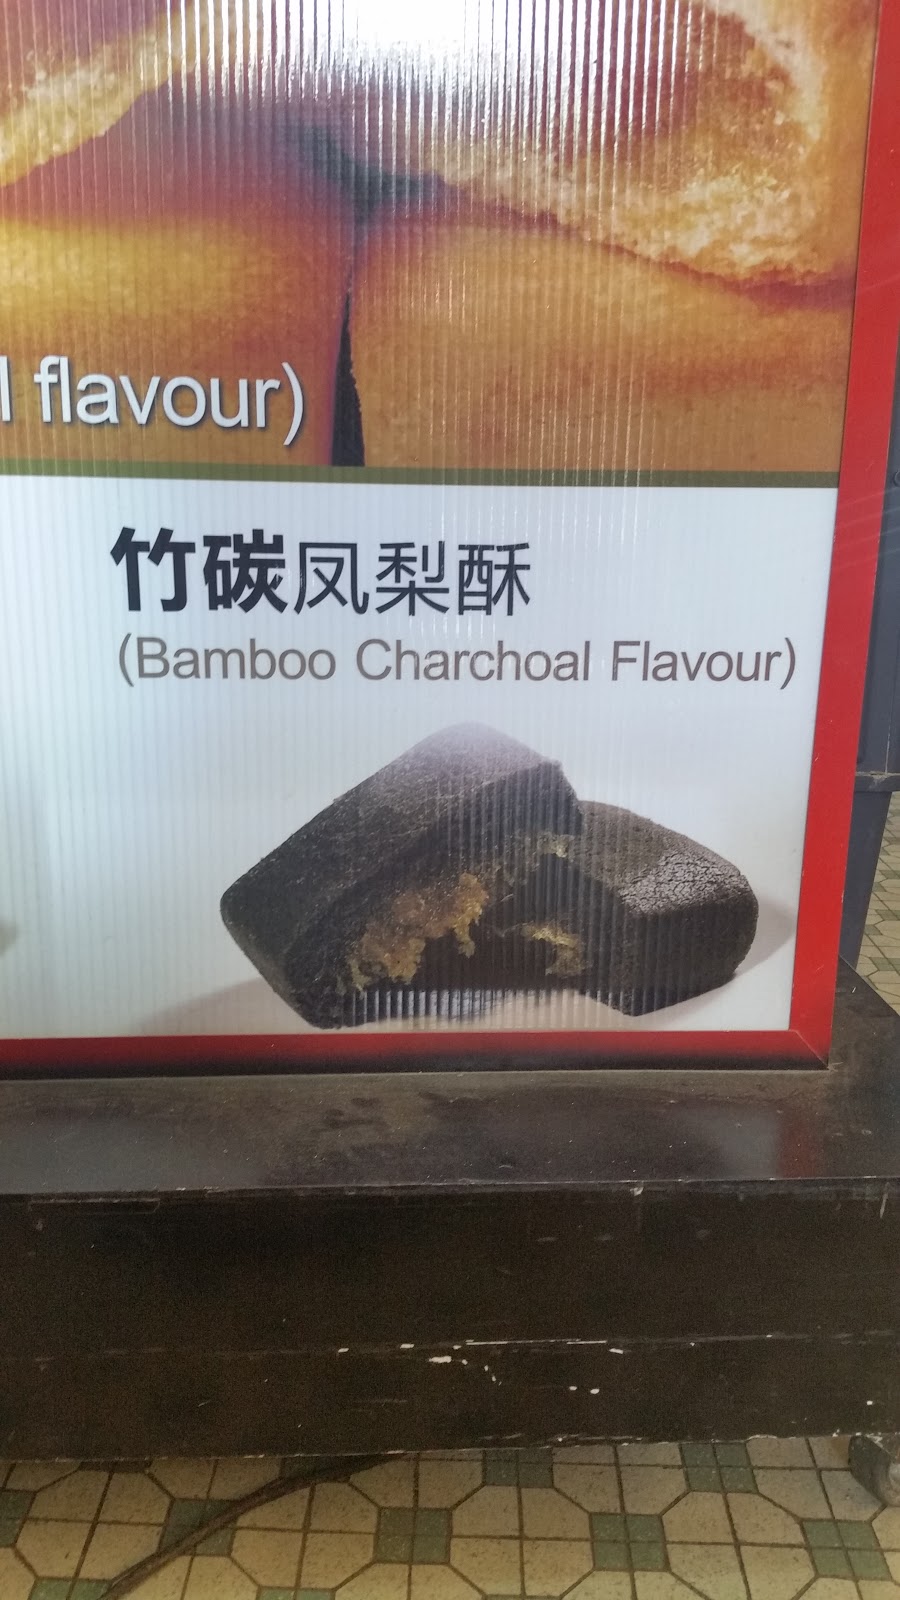 l flavour)
竹碳凤梨酥
(Bamboo Charchoal Flavour)